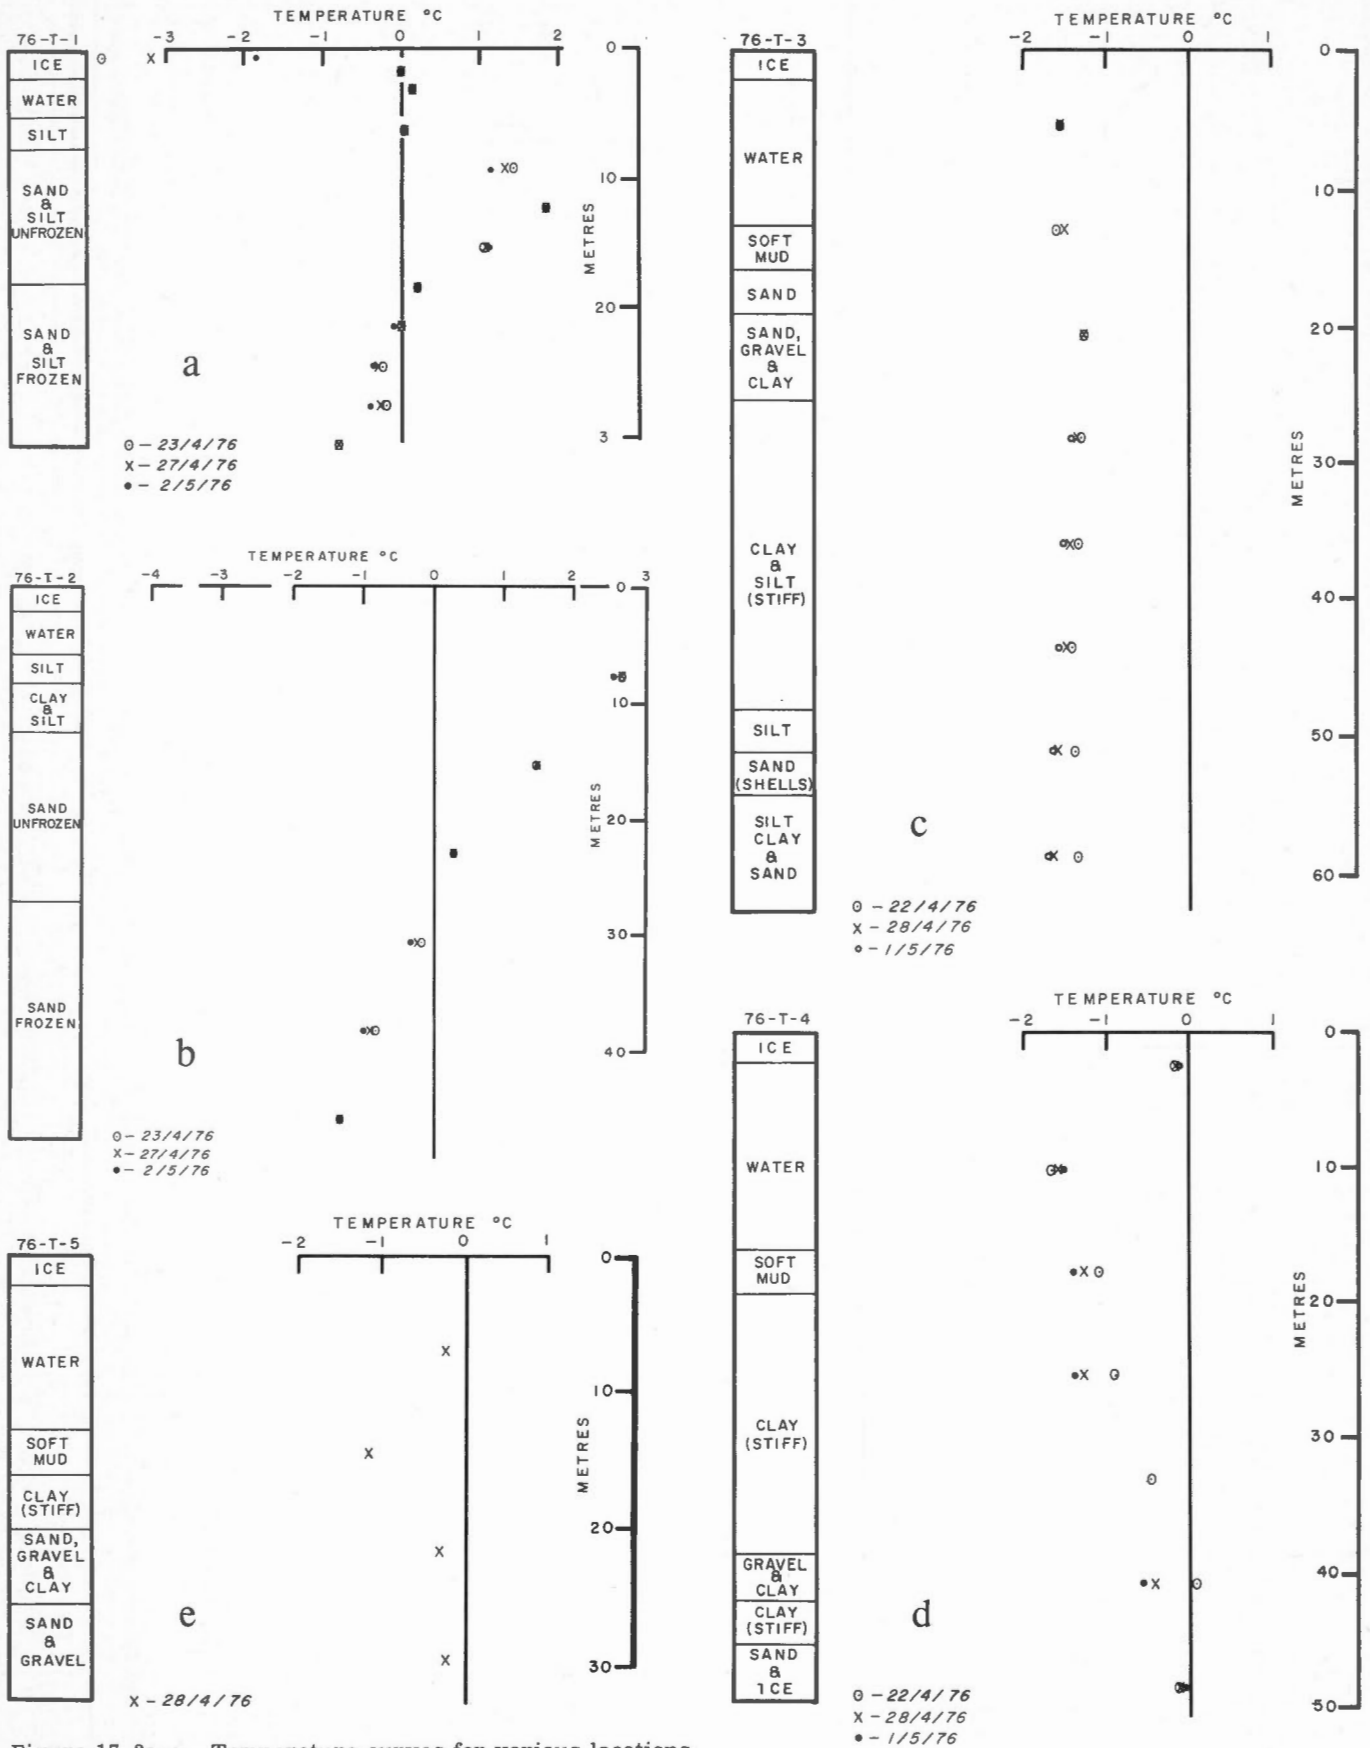 TEMPERATURE °C
76-T-1
-3 -2 -1 0 1 2 0
ICE
WATER
SILT
SAND
&
SILT
UNFROZEN
SAND
&
SILT
FROZEN
10
METRES
20
3
a
⊙ – 23/4/76
X – 27/4/76
• – 2/5/76
TEMPERATURE °C
76-T-2
-4 -3 -2 -1 0 1 2 3
0
ICE
WATER
SILT
CLAY
&
SILT
SAND
UNFROZEN
SAND
FROZEN
10
METRES
20
30
40
b
⊙ – 23/4/76
X – 27/4/76
• – 2/5/76
TEMPERATURE °C
76-T-5
-2 -1 0 1
0
ICE
WATER
SOFT
MUD
CLAY
(STIFF)
SAND,
GRAVEL
&
CLAY
SAND
&
GRAVEL
10
METRES
20
30
e
X – 28/4/76
TEMPERATURE °C
76-T-3
-2 -1 0 1
0
ICE
WATER
SOFT
MUD
SAND
SAND,
GRAVEL
&
CLAY
CLAY
&
SILT
(STIFF)
SILT
SAND
(SHELLS)
SILT
CLAY
&
SAND
10
20
30
METRES
40
50
60
c
⊙ – 22/4/76
X – 28/4/76
o – 1/5/76
TEMPERATURE °C
76-T-4
-2 -1 0 1
0
ICE
WATER
SOFT
MUD
CLAY
(STIFF)
GRAVEL
&
CLAY
CLAY
(STIFF)
SAND
&
ICE
10
20
METRES
30
40
50
d
⊙ – 22/4/76
X – 28/4/76
• – 1/5/76
Temperature curves for various locations